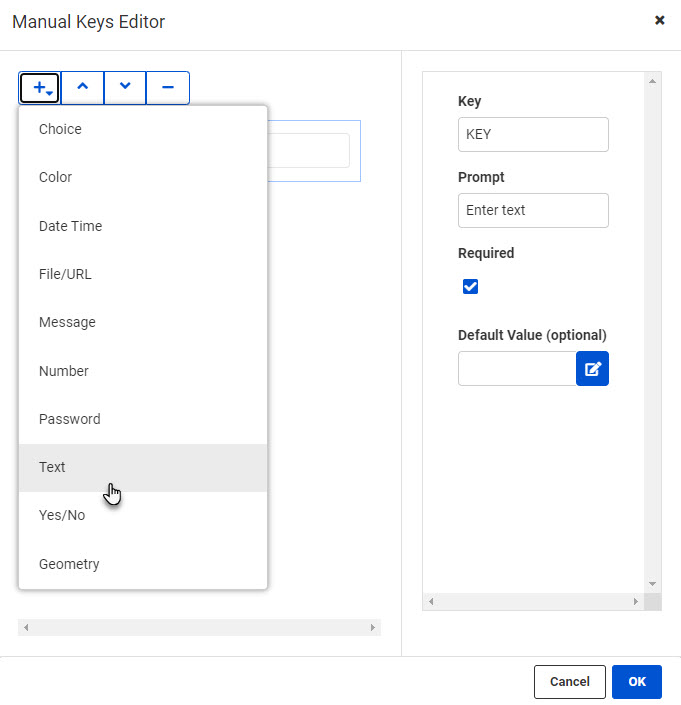 Manual Keys Editor
Choice
Color
Date Time
File/URL
Message
Number
Password
Text
Yes/No
Geometry
Key
KEY
Prompt
Enter text
Required
Default Value (optional)
Cancel
OK